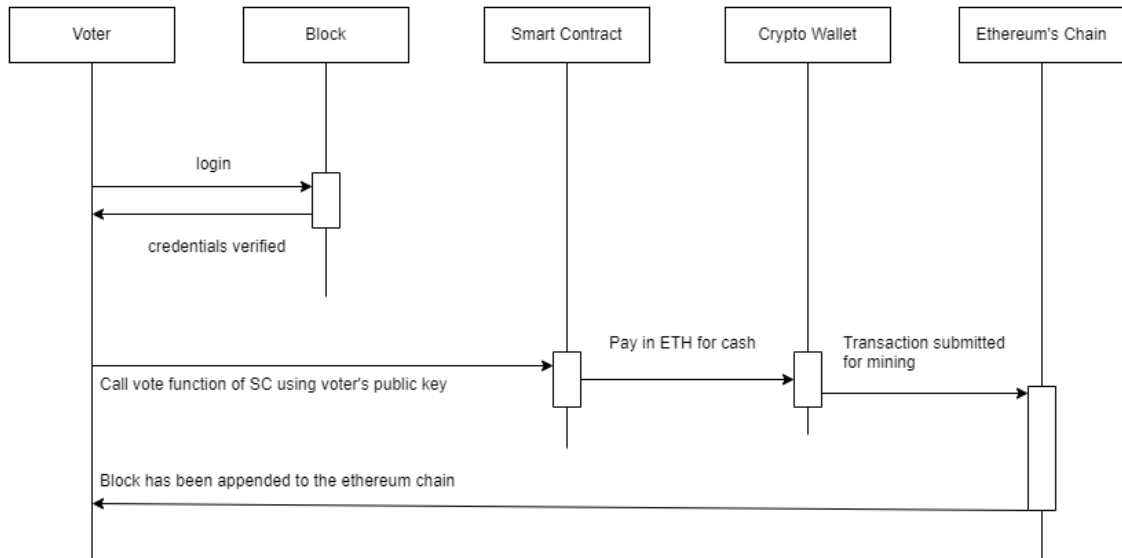 Voter
Block
Smart Contract
Crypto Wallet
Ethereum's Chain
login
credentials verified
Pay in ETH for cash
Transaction submitted
for mining
Call vote function of SC using voter's public key
Block has been appended to the ethereum chain